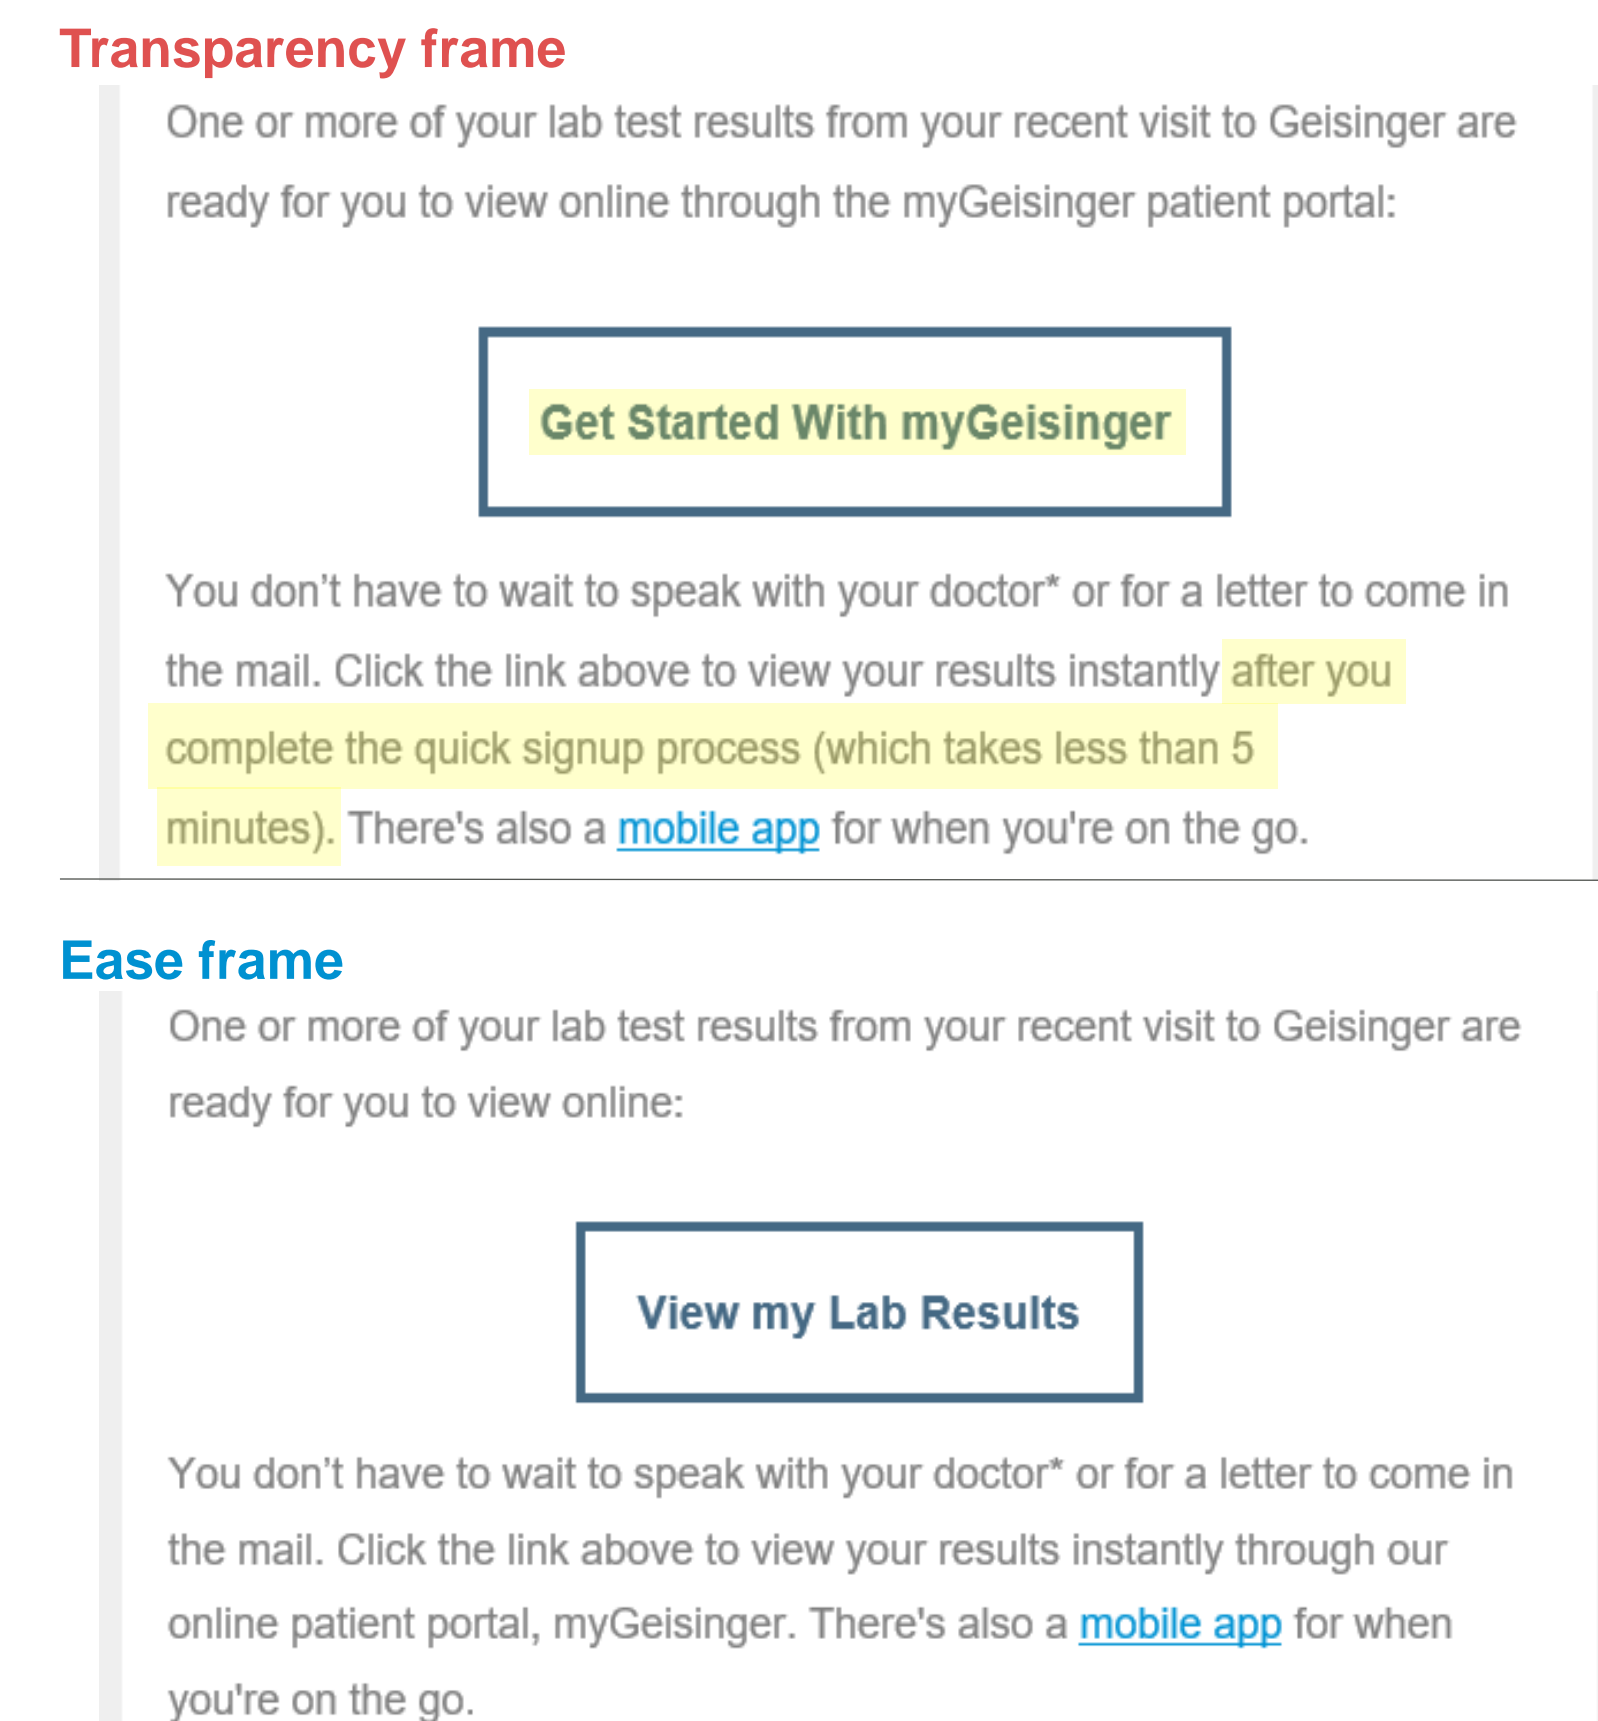 Transparency frame
One or more of your lab test results from your recent visit to Geisinger are
ready for you to view online through the myGeisinger patient portal:
Get Started With myGeisinger
You don’t have to wait to speak with your doctor* or for a letter to come in
the mail. Click the link above to view your results instantly after you
complete the quick signup process (which takes less than 5
minutes). There's also a mobile app for when you're on the go.
Ease frame
One or more of your lab test results from your recent visit to Geisinger are
ready for you to view online:
View my Lab Results
You don’t have to wait to speak with your doctor* or for a letter to come in
the mail. Click the link above to view your results instantly through our
online patient portal, myGeisinger. There's also a mobile app for when
you're on the go.